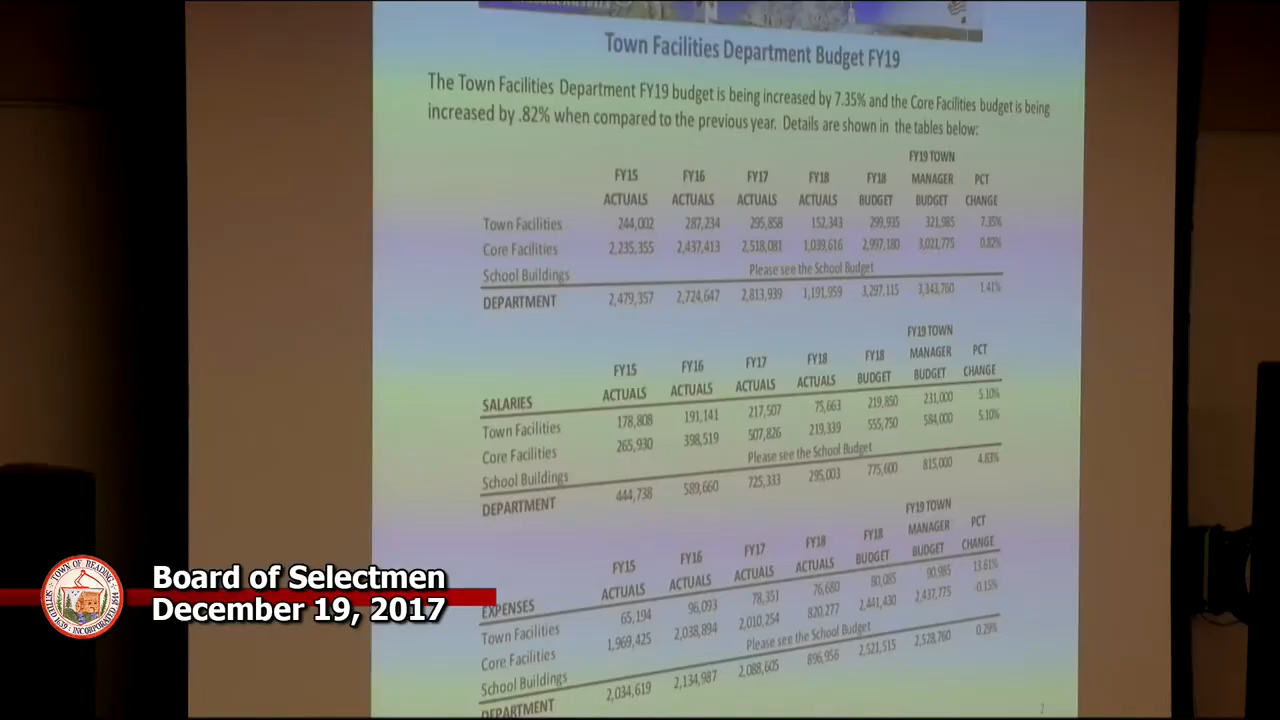 Town Facilities Department Budget FY19
The Town Facilities Department FY19 budget is being increased by 7.35% and the Core Facilities budget is being
increased by .82% when compared to the previous year. Details are shown in the tables below:
FY19 TOWN
FY15 FY16 FY17 FY18 FY18 MANAGER PCT
ACTUALS ACTUALS ACTUALS ACTUALS BUDGET BUDGET CHANGE
Town Facilities 244,002 287,234 295,858 152,343 299,935 321,985 7.35%
Core Facilities 2,235,355 2,437,413 2,518,081 1,039,616 2,997,180 3,021,775 0.82%
School Buildings Please see the School Budget
DEPARTMENT 2,479,357 2,724,647 2,813,939 1,191,959 3,297,115 3,343,760 1.41%
FY19 TOWN
FY15 FY16 FY17 FY18 FY18 MANAGER PCT
SALARIES ACTUALS ACTUALS ACTUALS ACTUALS BUDGET BUDGET CHANGE
Town Facilities 178,808 191,141 217,507 75,663 219,850 231,000 5.10%
Core Facilities 265,930 398,519 507,826 219,339 555,750 584,000 5.10%
School Buildings Please see the School Budget
DEPARTMENT 444,738 589,660 725,333 295,003 775,600 815,000 4.83%
FY19 TOWN
FY15 FY16 FY17 FY18 FY18 MANAGER PCT
EXPENSES ACTUALS ACTUALS ACTUALS ACTUALS BUDGET BUDGET CHANGE
Town Facilities 65,194 96,093 78,351 76,680 80,085 90,985 13.61%
Core Facilities 1,969,425 2,038,894 2,010,254 820,277 2,441,430 2,437,775 -0.15%
School Buildings Please see the School Budget
DEPARTMENT 2,034,619 2,134,987 2,088,605 896,956 2,521,515 2,528,760 0.29%
2
TOWN OF READING
1639 INCORPORATED 1644
Board of Selectmen
December 19, 2017